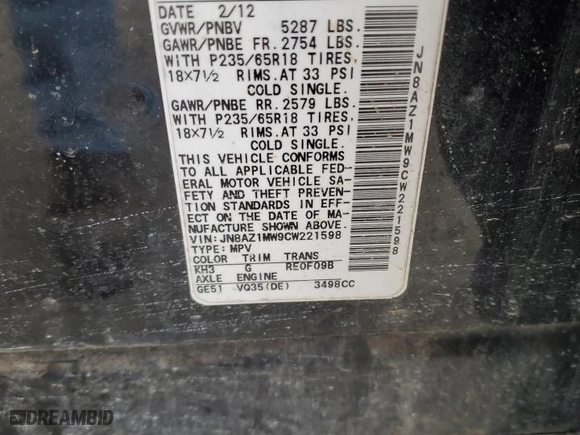 DATE 2/12
GVWR/PNBV 5287 LBS.
GAWR/PNBE FR. 2754 LBS.
WITH P235/65R18 TIRES,
18X7½ RIMS. AT 33 PSI
COLD SINGLE.
GAWR/PNBE RR. 2579 LBS.
WITH P235/65R18 TIRES,
18X7½ RIMS. AT 33 PSI
COLD SINGLE.
THIS VEHICLE CONFORMS
TO ALL APPLICABLE FED-
ERAL MOTOR VEHICLE SA-
FETY AND THEFT PREVEN-
TION STANDARDS IN EFF-
ECT ON THE DATE OF MA-
NUFACTURE SHOWN ABOVE.
VIN: JN8AZ1MW9CW221598
TYPE: MPV
COLOR TRIM TRANS
KH3 G RE0F09B
AXLE ENGINE
GE51 VQ35(DE) 3498CC
JN8AZ1MW9CW221598
DREAMBID